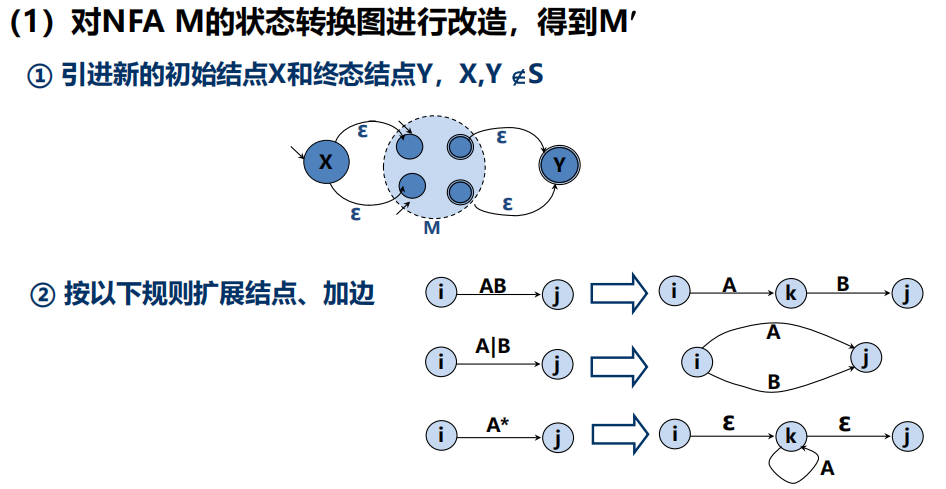 (1) 对NFA M的状态转换图进行改造，得到M′
① 引进新的初始结点X和终态结点Y，X,Y ∉S
ε ε
X Y
ε ε
M
② 按以下规则扩展结点、加边
i AB j i A k B j
i A|B j i A B j
i A* j i ε k ε j A